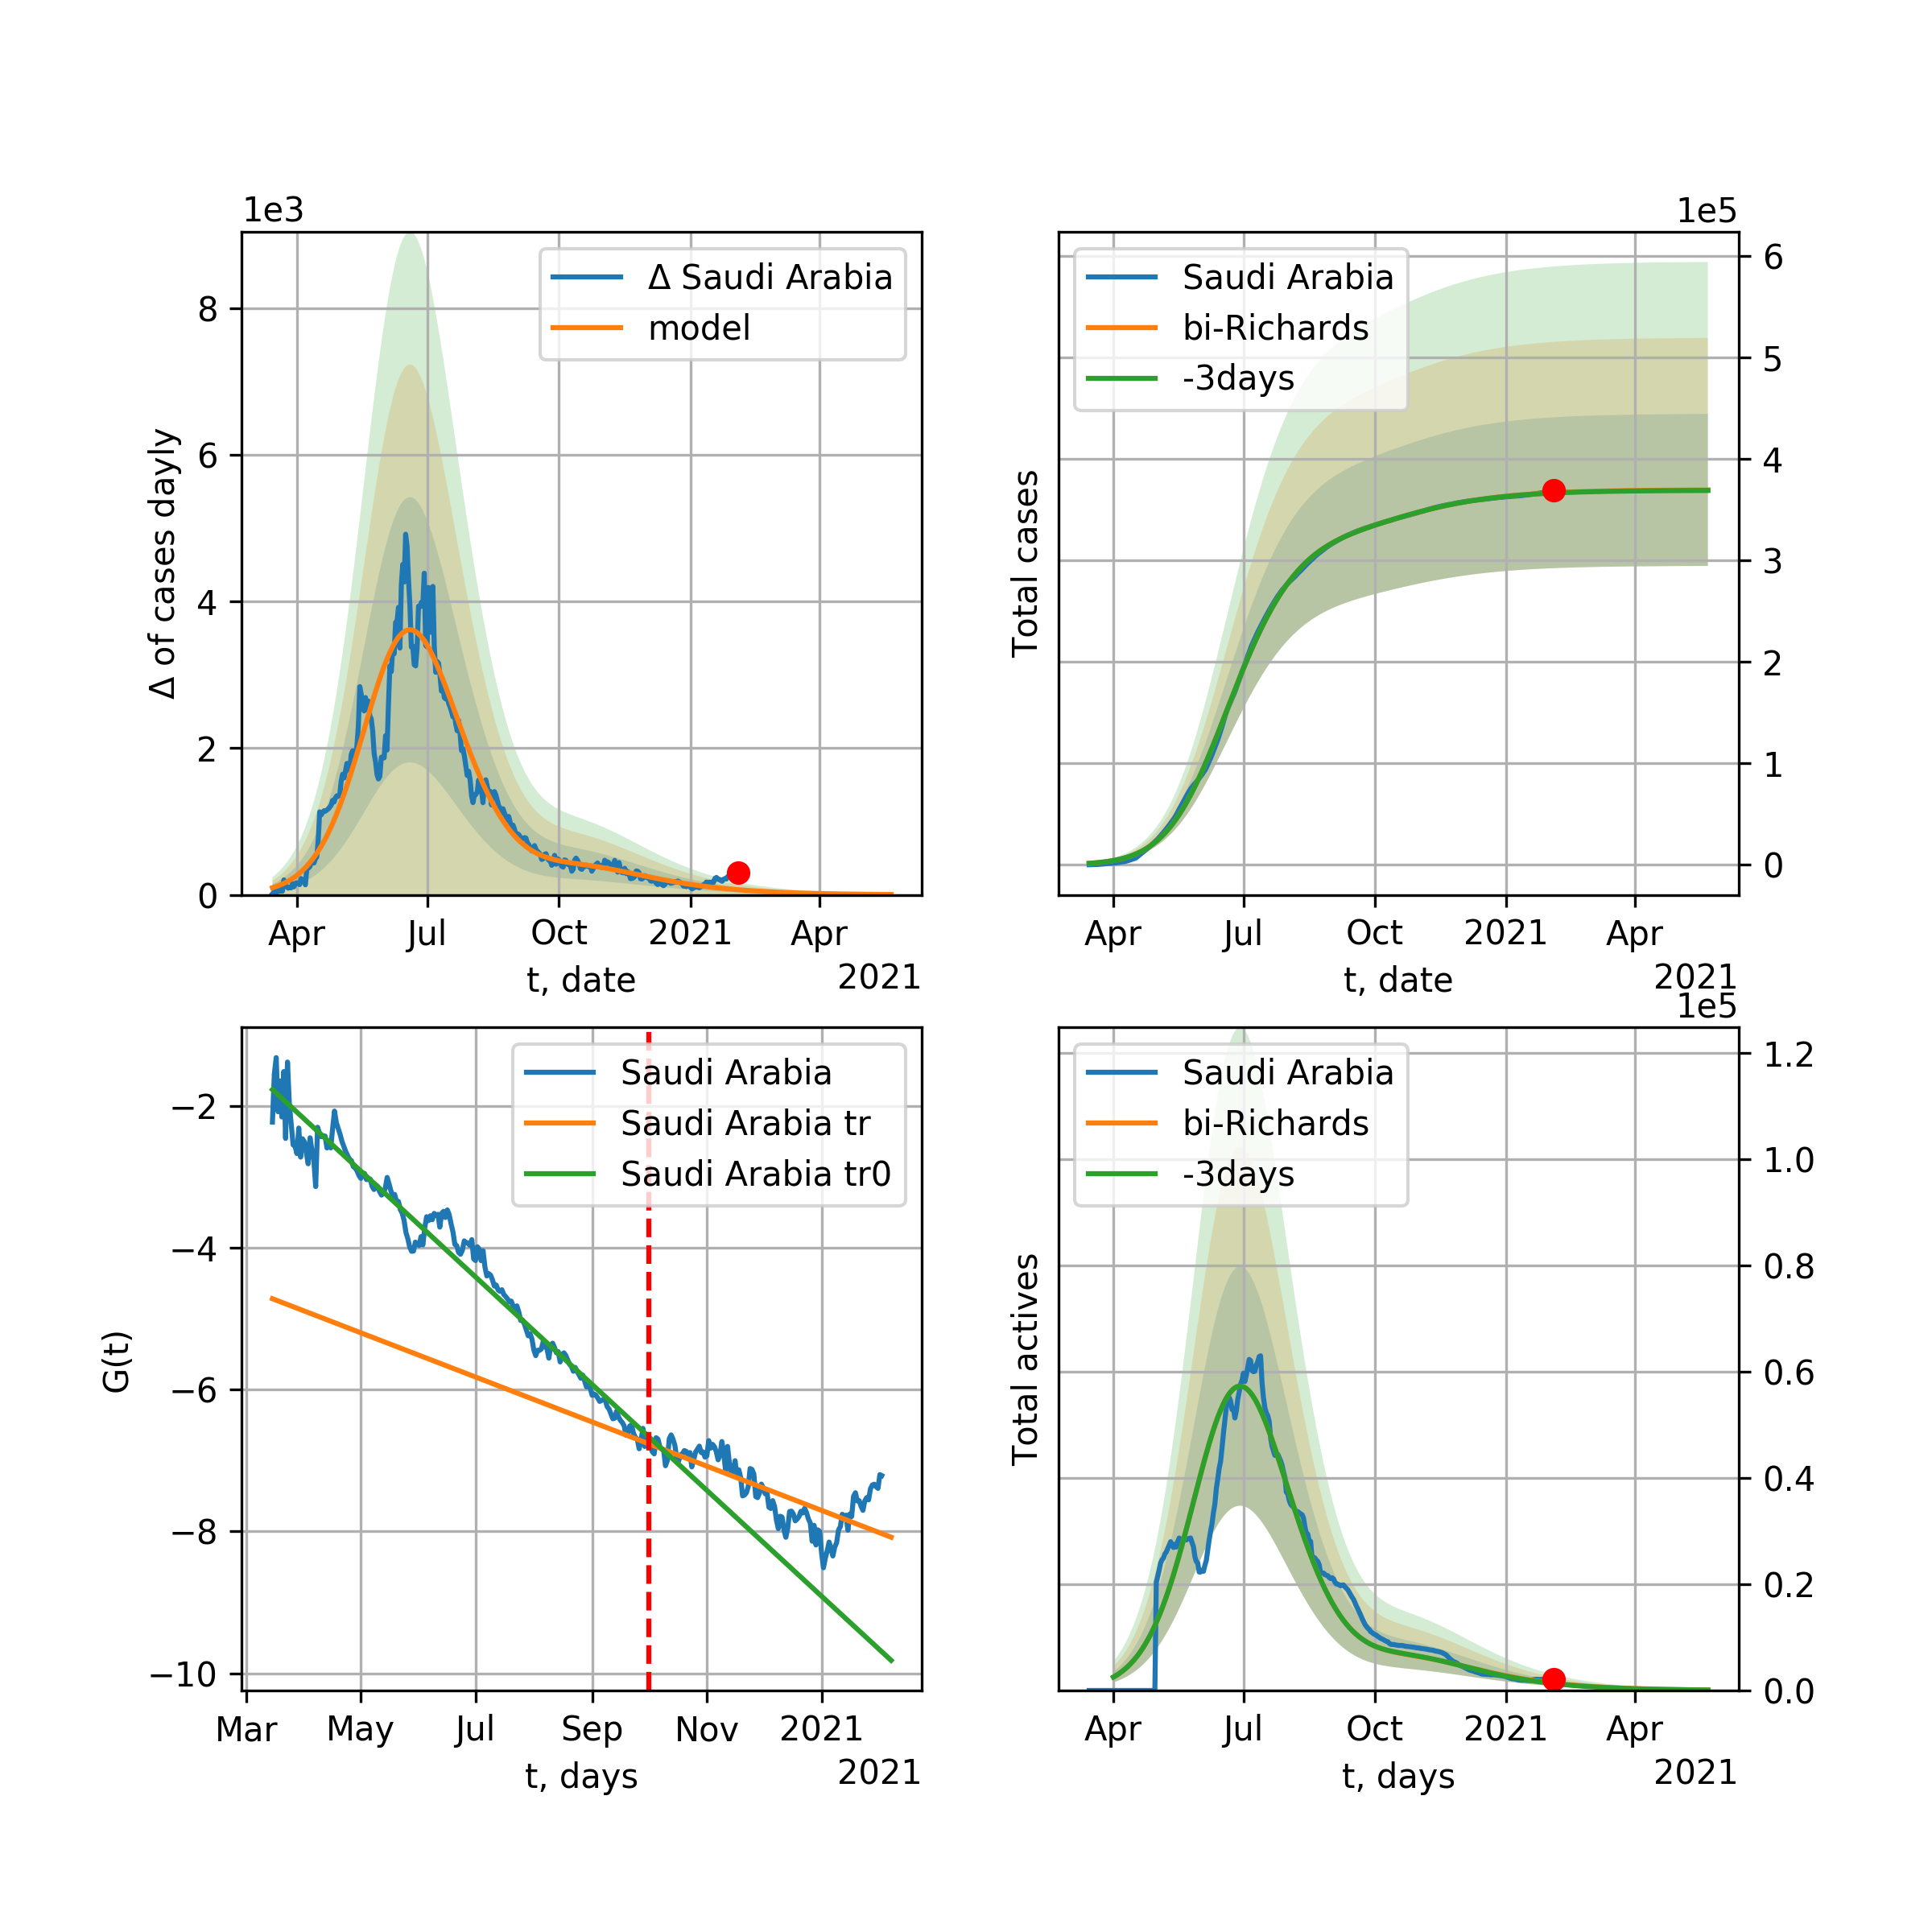 1e3
Δ of cases dayly
8
6
4
2
0
Δ Saudi Arabia
model
Apr
Jul
Oct
2021
Apr
t, date
2021
1e5
Total cases
Saudi Arabia
bi-Richards
-3days
6
5
4
3
2
1
0
Apr
Jul
Oct
2021
Apr
t, date
2021
G(t)
−2
−4
−6
−8
−10
Saudi Arabia
Saudi Arabia tr
Saudi Arabia tr0
Mar
May
Jul
Sep
Nov
2021
t, days
2021
1e5
Total actives
Saudi Arabia
bi-Richards
-3days
1.2
1.0
0.8
0.6
0.4
0.2
0.0
Apr
Jul
Oct
2021
Apr
t, days
2021